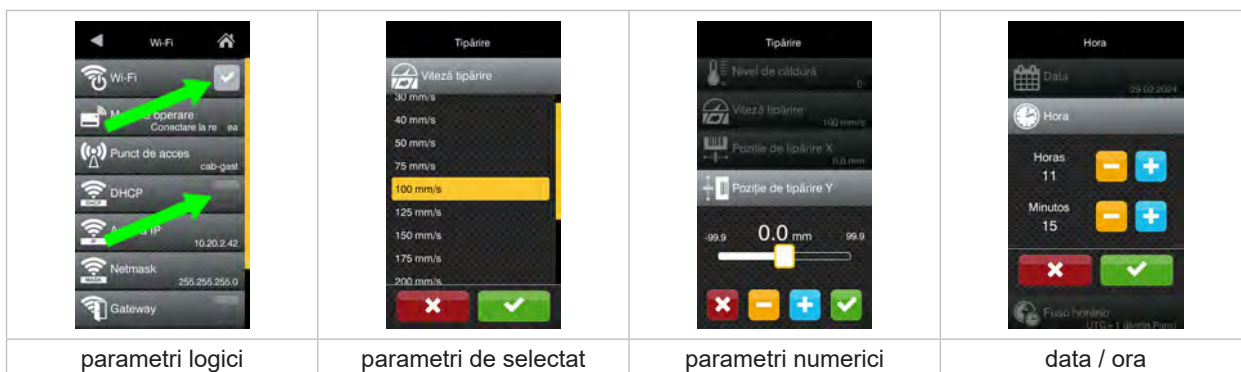 Wi-Fi
Wi-Fi
operare
Conectare la re ea
Punct de acces
cab-gast
DHCP
DHCP
IP
IP
10.20.2.42
Netmask
MASK
255.255.255.0
Gateway
parametri logici
Tipărire
Viteză tipărire
30 mm/s
40 mm/s
50 mm/s
75 mm/s
100 mm/s
125 mm/s
150 mm/s
175 mm/s
200 mm/s
parametri de selectat
Tipărire
Nivel de căldură
0
Viteză tipărire
100 mm/s
Poziție de tipărire X
0.0 mm
Poziție de tipărire Y
-99.9 0.0 mm 99.9
parametri numerici
Hora
Data
29.02.2024
Hora
Horas
11
Minutos
15
Fuso horário
data / ora